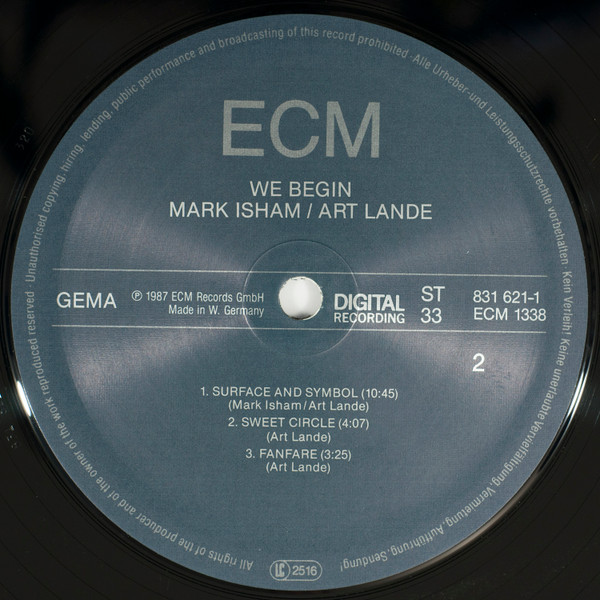 ECM
WE BEGIN
MARK ISHAM / ART LANDE
GEMA
℗ 1987 ECM Records GmbH
Made in W. Germany
DIGITAL
RECORDING
ST
33
831 621-1
ECM 1338
2
1. SURFACE AND SYMBOL (10:45)
(Mark Isham/Art Lande)
2. SWEET CIRCLE (4:07)
(Art Lande)
3. FANFARE (3:25)
(Art Lande)
All rights of the producer and of the owner of the work reproduced reserved · Unauthorised copying, hiring, lending, public performance and broadcasting of this record prohibited · Alle Urheber- und Leistungsschutzrechte vorbehalten · Kein Verleih! Keine unerlaubte Vervielfältigung, Vermietung, Aufführung, Sendung!
LC 2516